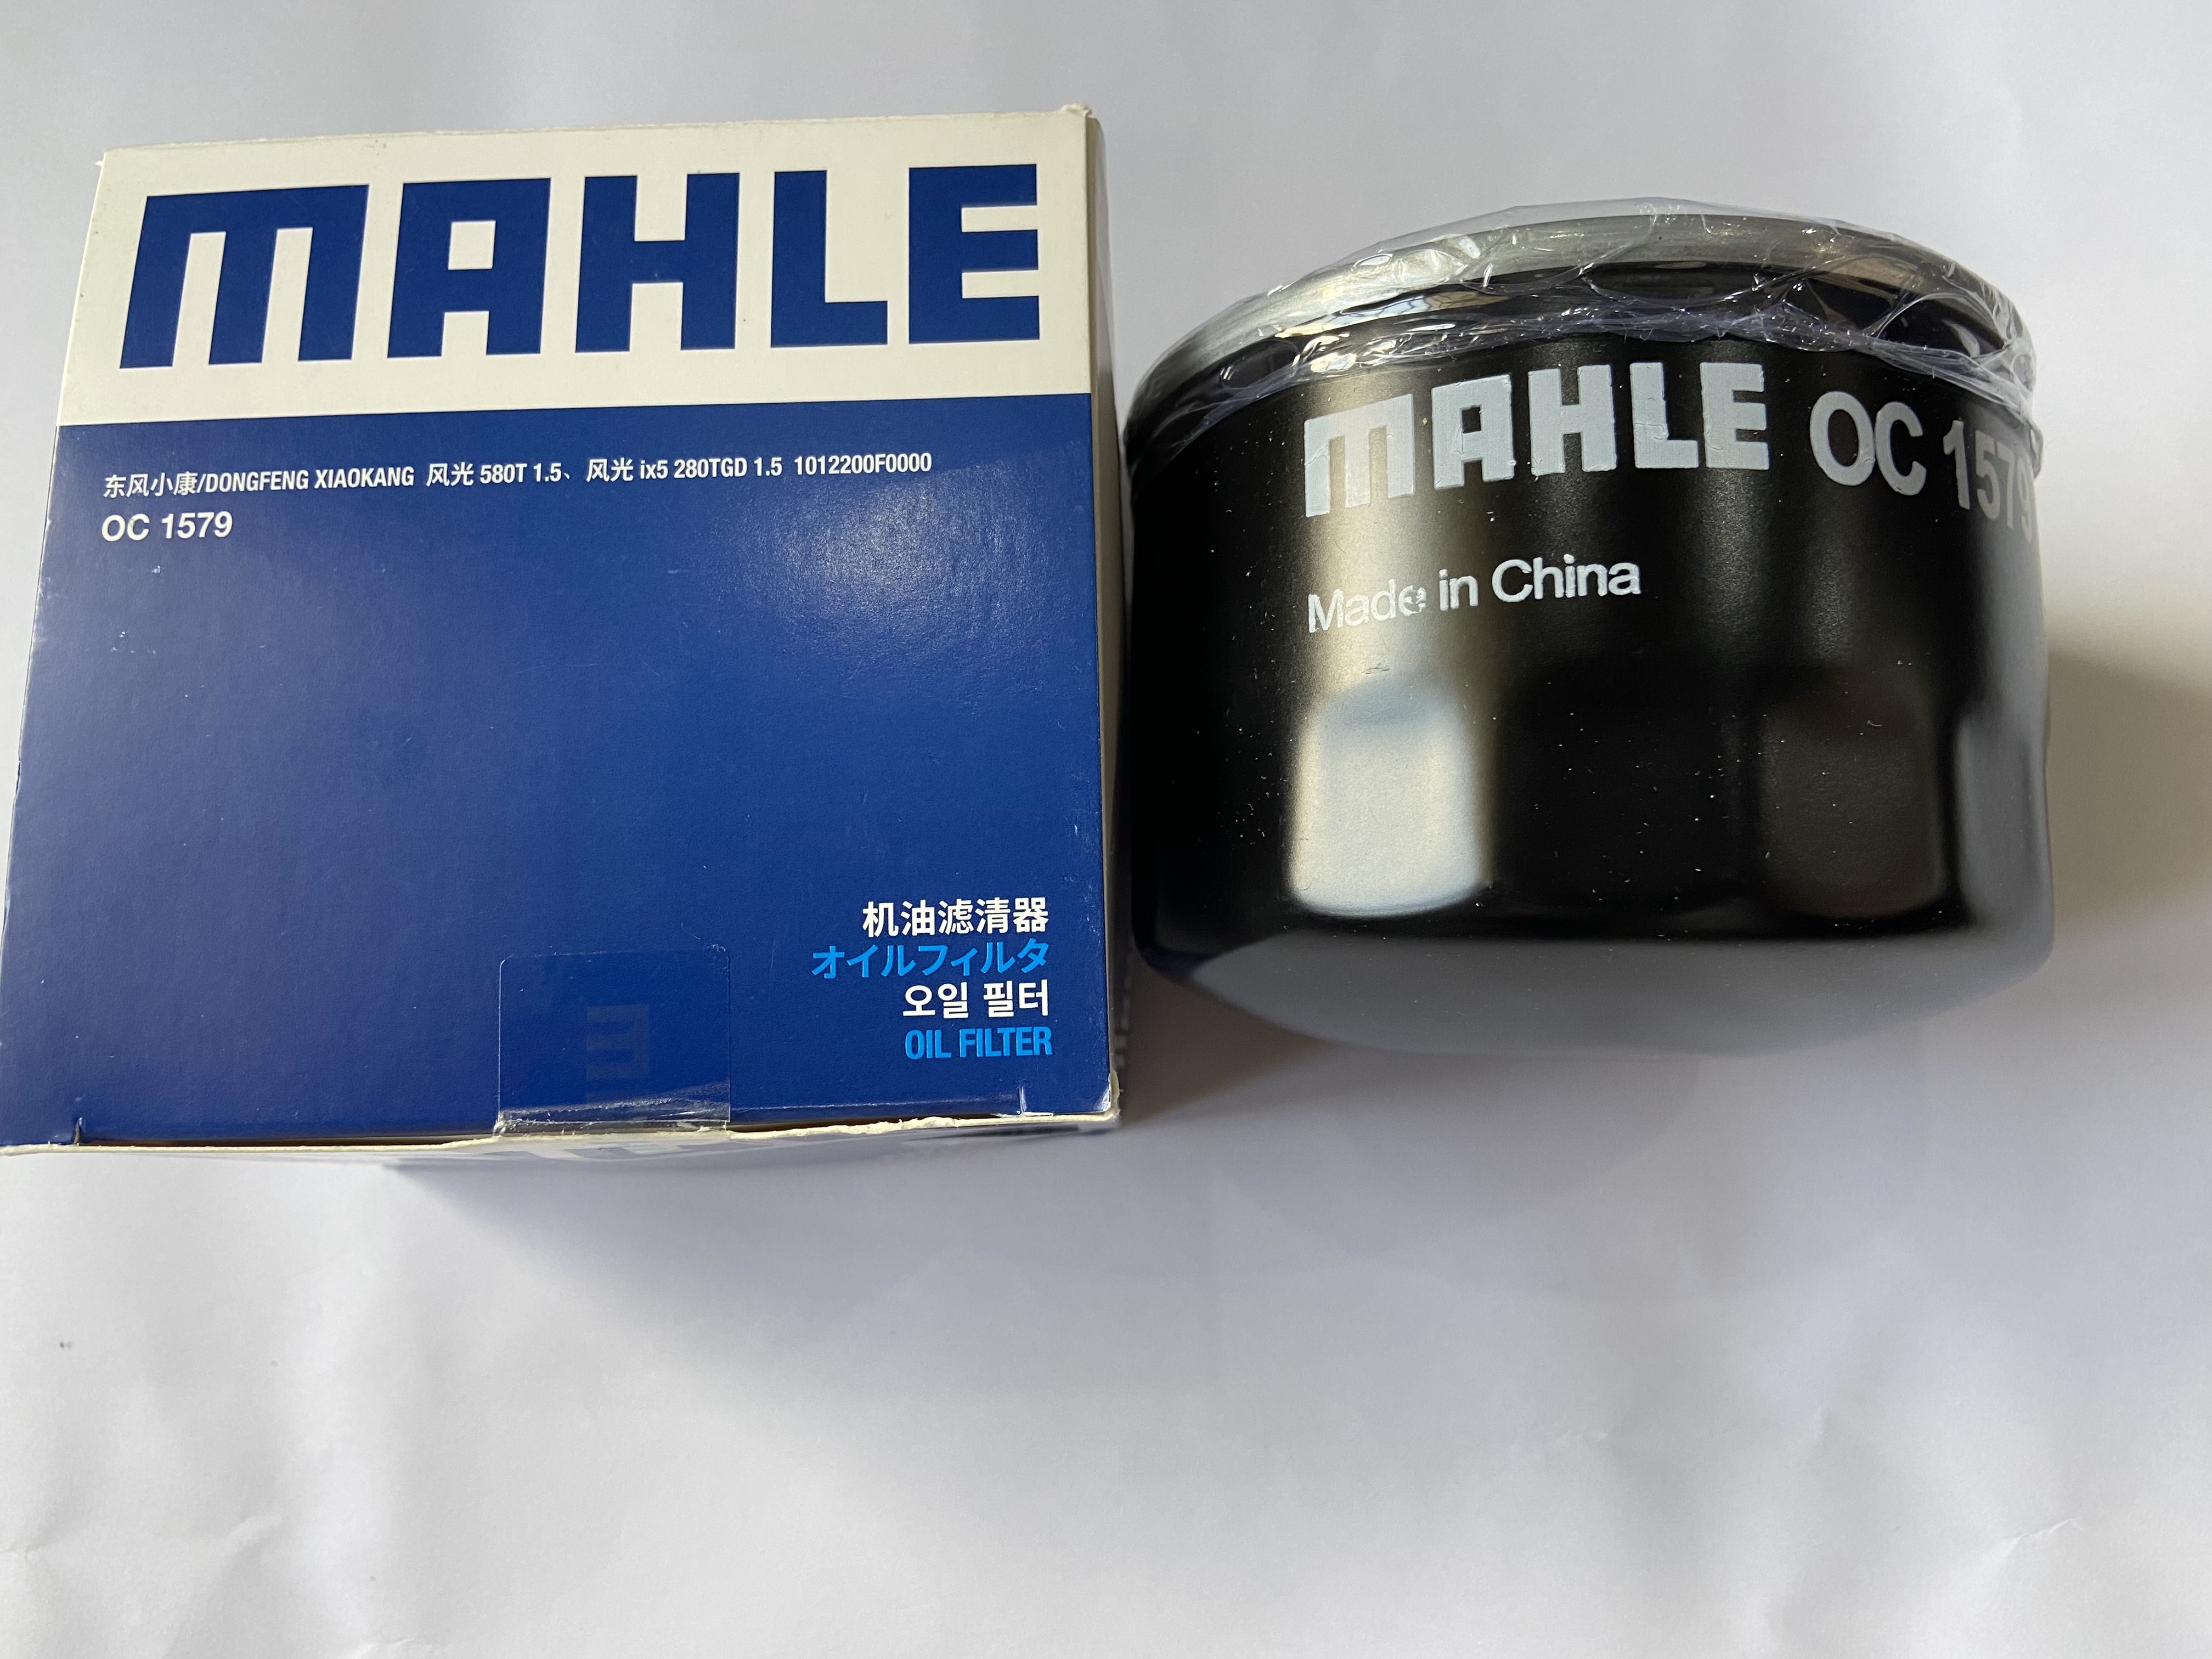 MAHLE
东风小康/DONGFENG XIAOKANG 风光 580T 1.5、风光 ix5 280TGD 1.5 1012200F0000
OC 1579
机油滤清器
オイルフィルタ
오일 필터
OIL FILTER
MAHLE OC 1579
Made in China